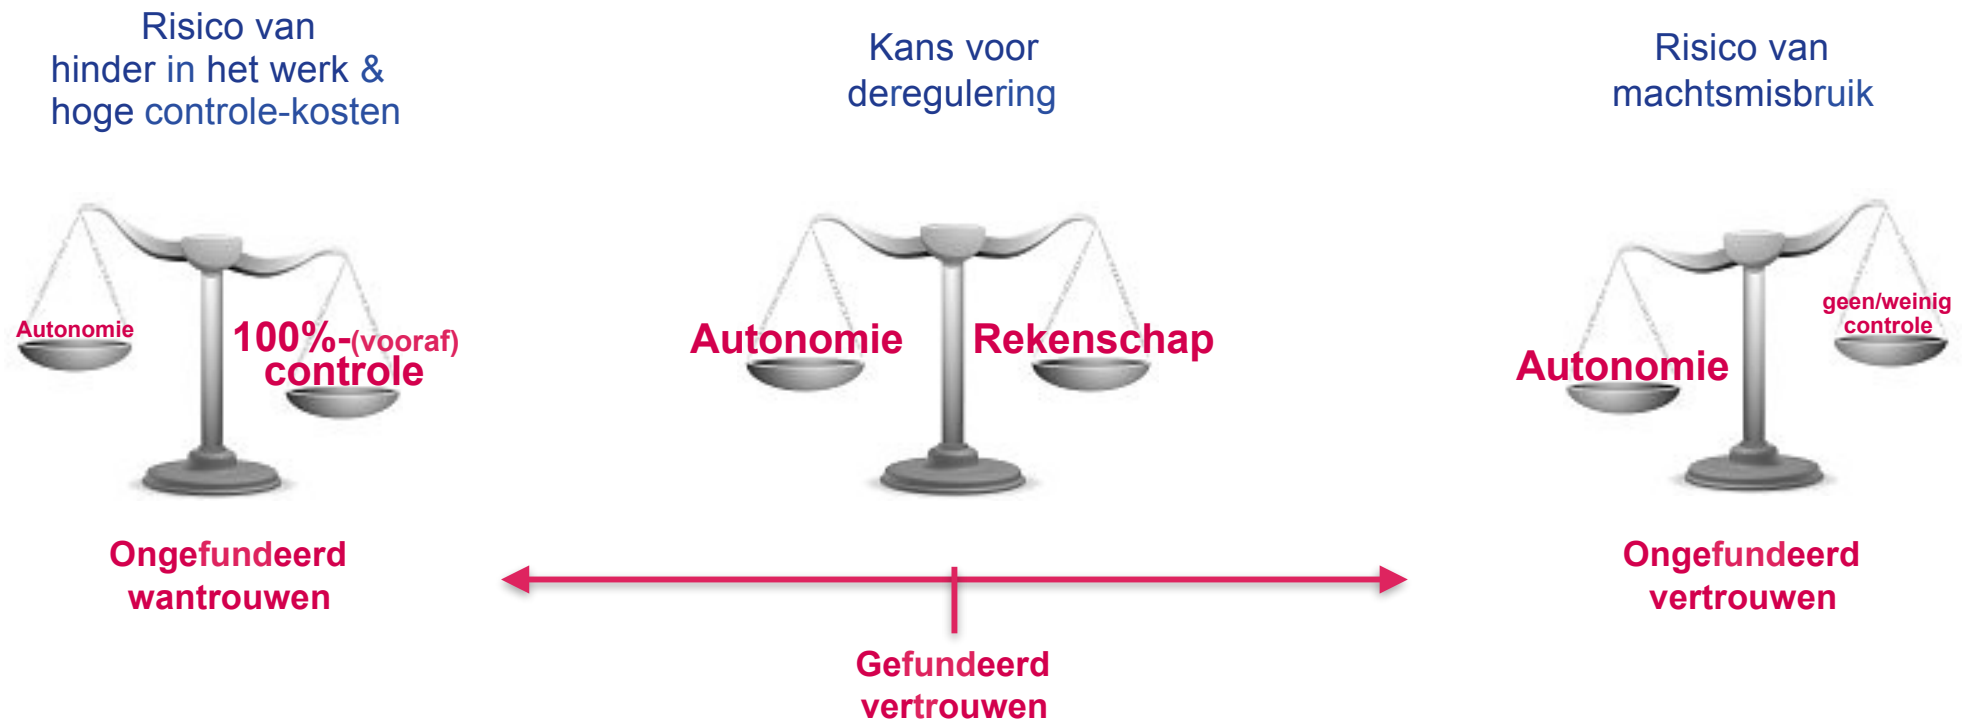 Risico van
hinder in het werk &
hoge controle-kosten
Kans voor
deregulering
Risico van
machtsmisbruik
Autonomie
100%-(vooraf)
controle
Autonomie
Rekenschap
Autonomie
geen/weinig
controle
Ongefundeerd
wantrouwen
Gefundeerd
vertrouwen
Ongefundeerd
vertrouwen